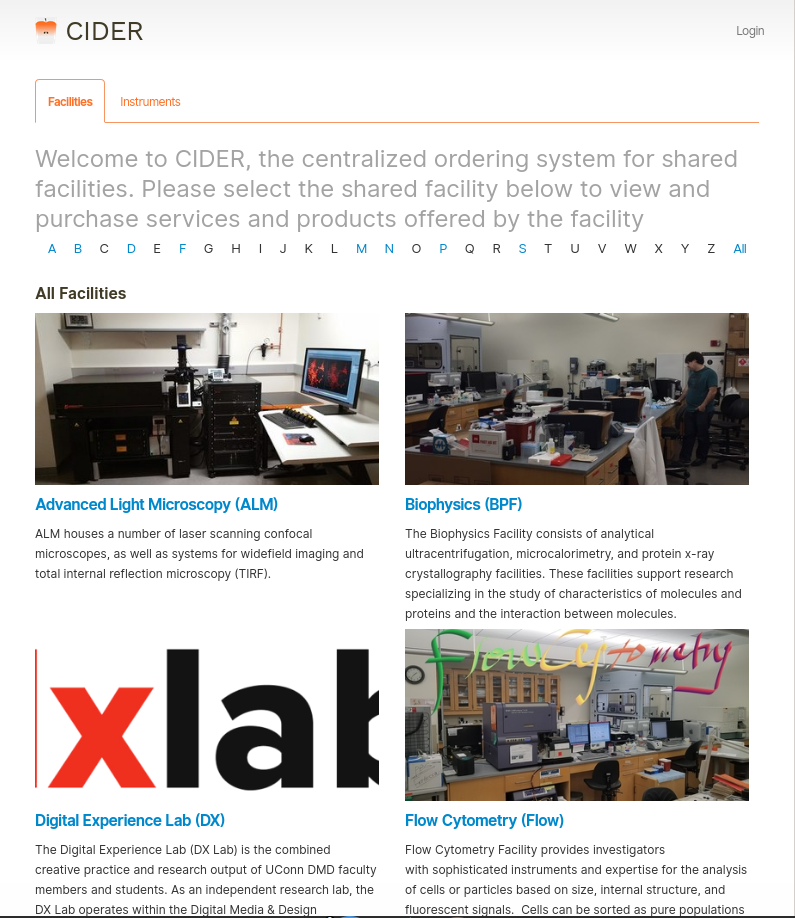 CIDER
Login
Facilities
Instruments
Welcome to CIDER, the centralized ordering system for shared
facilities. Please select the shared facility below to view and
purchase services and products offered by the facility
A B C D E F G H I J K L M N O P Q R S T U V W X Y Z All
All Facilities
Advanced Light Microscopy (ALM)
ALM houses a number of laser scanning confocal
microscopes, as well as systems for widefield imaging and
total internal reflection microscopy (TIRF).
Biophysics (BPF)
The Biophysics Facility consists of analytical
ultracentrifugation, microcalorimetry, and protein x-ray
crystallography facilities. These facilities support research
specializing in the study of characteristics of molecules and
proteins and the interaction between molecules.
xlab
Flow Cytometry
Digital Experience Lab (DX)
The Digital Experience Lab (DX Lab) is the combined
creative practice and research output of UConn DMD faculty
members and students. As an independent research lab, the
DX Lab operates within the Digital Media & Design
Flow Cytometry (Flow)
Flow Cytometry Facility provides investigators
with sophisticated instruments and expertise for the analysis
of cells or particles based on size, internal structure, and
fluorescent signals. Cells can be sorted as pure populations